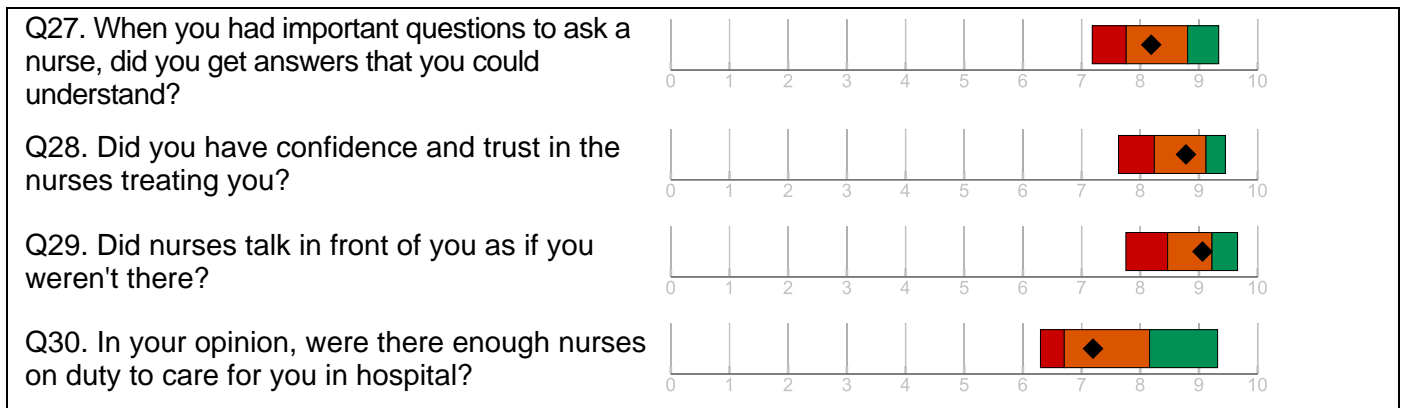 Q27. When you had important questions to ask a
nurse, did you get answers that you could
understand?
0 1 2 3 4 5 6 7 8 9 10
Q28. Did you have confidence and trust in the
nurses treating you?
0 1 2 3 4 5 6 7 8 9 10
Q29. Did nurses talk in front of you as if you
weren't there?
0 1 2 3 4 5 6 7 8 9 10
Q30. In your opinion, were there enough nurses
on duty to care for you in hospital?
0 1 2 3 4 5 6 7 8 9 10